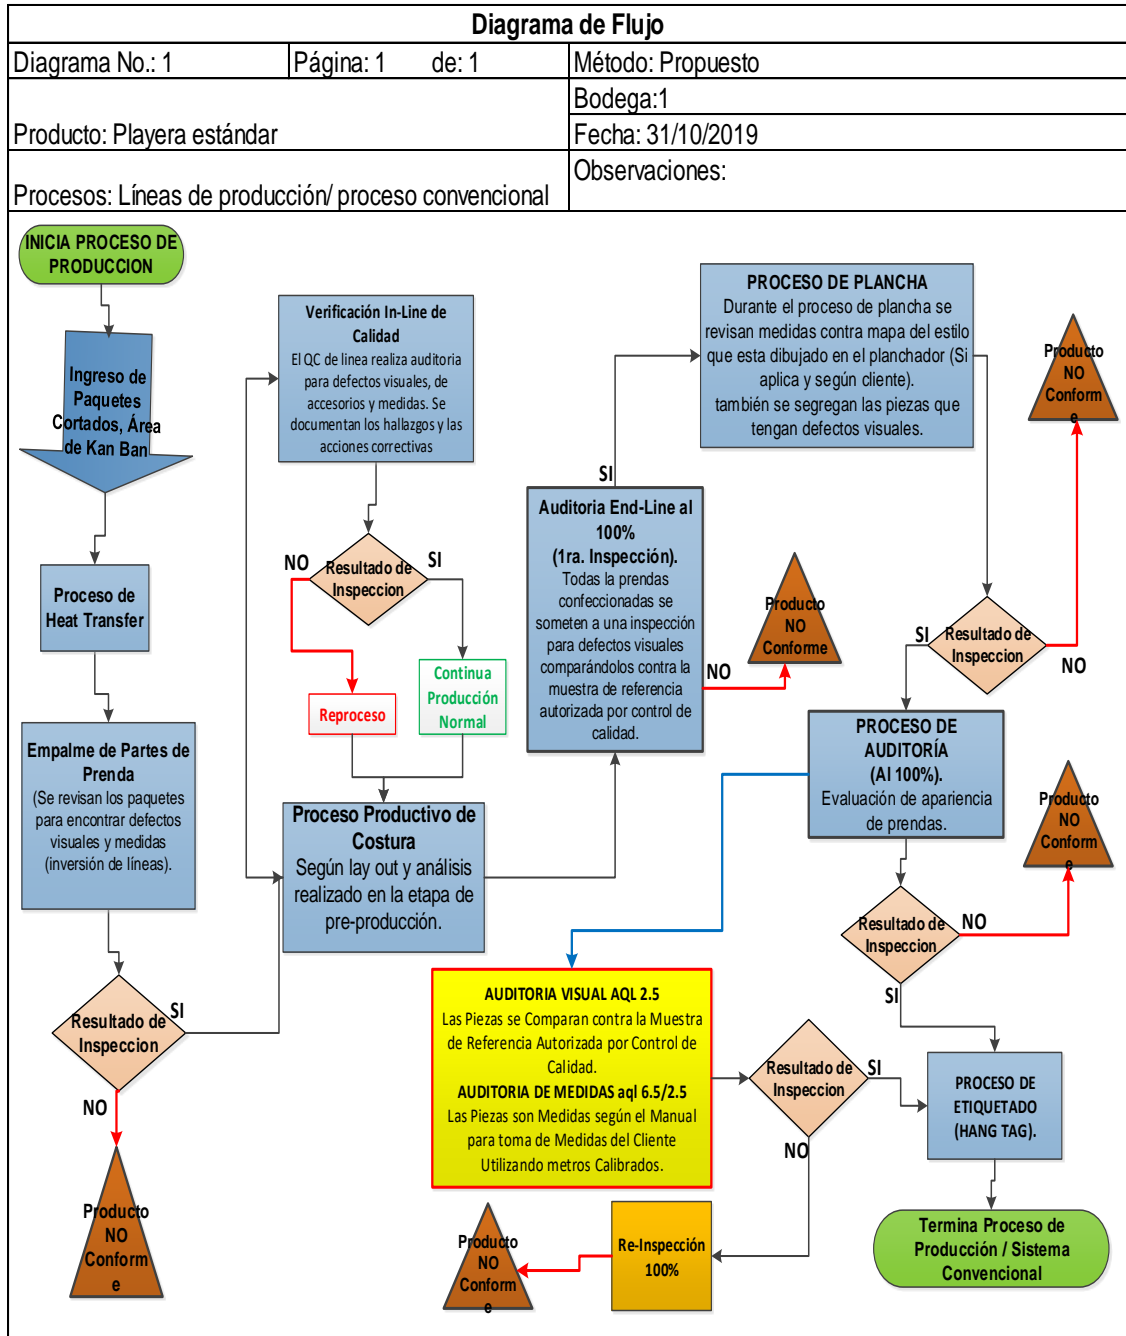 Diagrama de Flujo
Diagrama No.: 1
Página: 1 de: 1
Método: Propuesto
Bodega:1
Producto: Playera estándar
Fecha: 31/10/2019
Procesos: Líneas de producción/ proceso convencional
Observaciones:
INICIA PROCESO DE
PRODUCCION
Ingreso de
Paquetes
Cortados, Área
de Kan Ban
Proceso de
Heat Transfer
Empalme de Partes de
Prenda
(Se revisan los paquetes
para encontrar defectos
visuales y medidas
(inversión de líneas).
Resultado de
Inspeccion
SI
NO
Producto
NO
Conform
e
Verificación In-Line de
Calidad
El QC de linea realiza auditoria
para defectos visuales, de
accesorios y medidas. Se
documentan los hallazgos y las
acciones correctivas
NO
Resultado de
Inspeccion
SI
Reproceso
Continua
Producción
Normal
Proceso Productivo de
Costura
Según lay out y análisis
realizado en la etapa de
pre-producción.
SI
Auditoria End-Line al
100%
(1ra. Inspección).
Todas la prendas
confeccionadas se
someten a una inspección
para defectos visuales
comparándolos contra la
muestra de referencia
autorizada por control de
calidad.
NO
Producto
NO
Conforme
PROCESO DE PLANCHA
Durante el proceso de plancha se
revisan medidas contra mapa del estilo
que esta dibujado en el planchador (Si
aplica y según cliente).
también se segregan las piezas que
tengan defectos visuales.
Producto
NO
Conform
e
SI
Resultado de
Inspeccion
NO
PROCESO DE
AUDITORÍA
(Al 100%).
Evaluación de apariencia
de prendas.
Producto
NO
Conform
e
Resultado de
Inspeccion
NO
SI
AUDITORIA VISUAL AQL 2.5
Las Piezas se Comparan contra la Muestra
de Referencia Autorizada por Control de
Calidad.
AUDITORIA DE MEDIDAS aql 6.5/2.5
Las Piezas son Medidas según el Manual
para toma de Medidas del Cliente
Utilizando metros Calibrados.
Resultado de
Inspeccion
SI
NO
PROCESO DE
ETIQUETADO
(HANG TAG).
Re-Inspección
100%
Producto
NO
Conform
e
Termina Proceso de
Producción / Sistema
Convencional